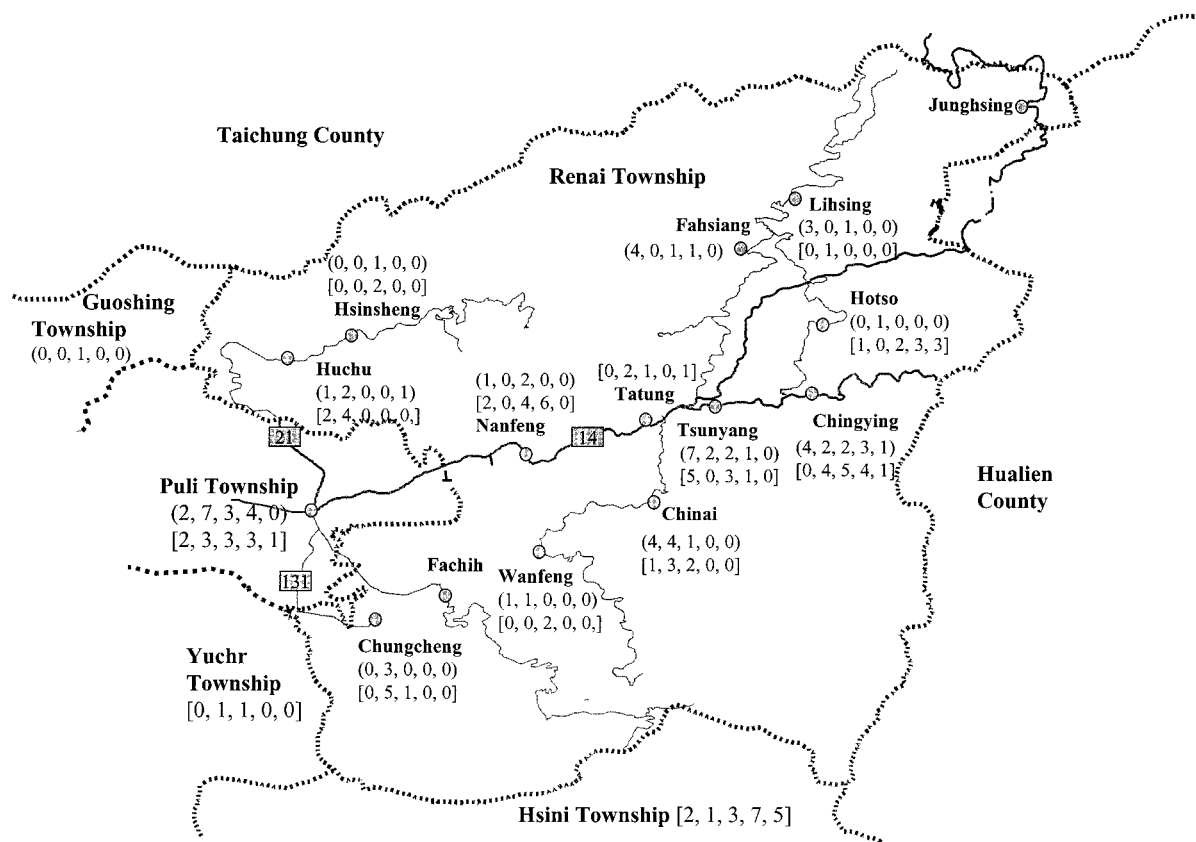 Junghsing
Taichung County
Renai Township
Lihsing
(3, 0, 1, 0, 0)
[0, 1, 0, 0, 0]
Fahsiang
(4, 0, 1, 1, 0)
(0, 0, 1, 0, 0)
[0, 0, 2, 0, 0]
Hsinsheng
Guoshing
Township
(0, 0, 1, 0, 0)
Hotso
(0, 1, 0, 0, 0)
[1, 0, 2, 3, 3]
Huchu
(1, 2, 0, 0, 1)
[2, 4, 0, 0, 0,]
(1, 0, 2, 0, 0)
[2, 0, 4, 6, 0]
Nanfeng
[0, 2, 1, 0, 1]
Tatung
21
14
Tsunyang
(7, 2, 2, 1, 0)
[5, 0, 3, 1, 0]
Chingying
(4, 2, 2, 3, 1)
[0, 4, 5, 4, 1]
Hualien
County
Puli Township
(2, 7, 3, 4, 0)
[2, 3, 3, 3, 1]
Chinai
(4, 4, 1, 0, 0)
[1, 3, 2, 0, 0]
131
Fachih
Wanfeng
(1, 1, 0, 0, 0)
[0, 0, 2, 0, 0,]
Chungcheng
(0, 3, 0, 0, 0)
[0, 5, 1, 0, 0]
Yuchr
Township
[0, 1, 1, 0, 0]
Hsini Township [2, 1, 3, 7, 5]